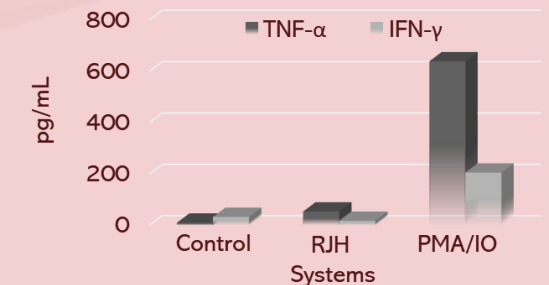 800
TNF-α IFN-γ
600
400
200
0
pg/mL
Control RJH PMA/IO
Systems